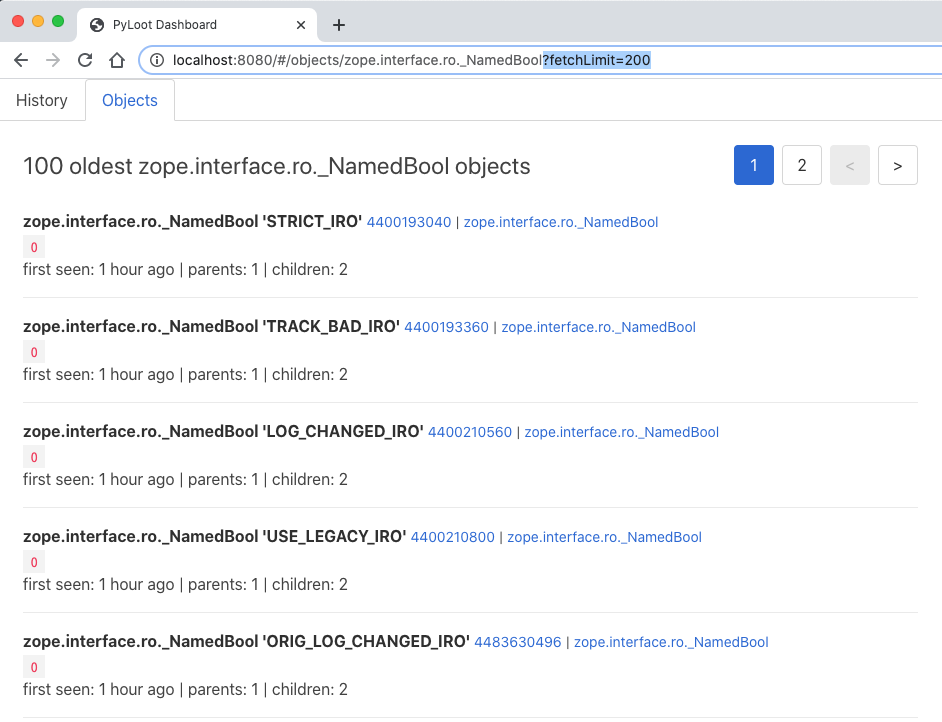 PyLoot Dashboard
localhost:8080/#/objects/zope.interface.ro._NamedBool?fetchLimit=200
History Objects
100 oldest zope.interface.ro._NamedBool objects 1 2 < >
zope.interface.ro._NamedBool 'STRICT_IRO' 4400193040 | zope.interface.ro._NamedBool
0
first seen: 1 hour ago | parents: 1 | children: 2
zope.interface.ro._NamedBool 'TRACK_BAD_IRO' 4400193360 | zope.interface.ro._NamedBool
0
first seen: 1 hour ago | parents: 1 | children: 2
zope.interface.ro._NamedBool 'LOG_CHANGED_IRO' 4400210560 | zope.interface.ro._NamedBool
0
first seen: 1 hour ago | parents: 1 | children: 2
zope.interface.ro._NamedBool 'USE_LEGACY_IRO' 4400210800 | zope.interface.ro._NamedBool
0
first seen: 1 hour ago | parents: 1 | children: 2
zope.interface.ro._NamedBool 'ORIG_LOG_CHANGED_IRO' 4483630496 | zope.interface.ro._NamedBool
0
first seen: 1 hour ago | parents: 1 | children: 2